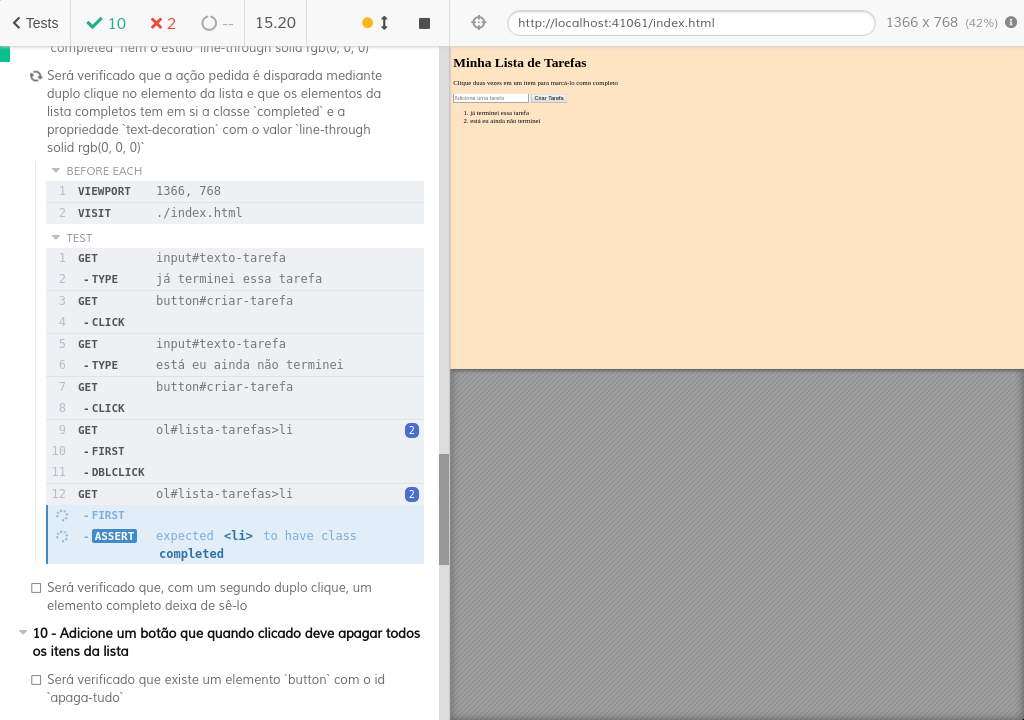 Tests
10
2
--
15.20
http://localhost:41061/index.html
1366 x 768 (42%)
`completed` nem o estilo `line-through solid rgb(0, 0, 0)`
Será verificado que a ação pedida é disparada mediante
duplo clique no elemento da lista e que os elementos da
lista completos tem em si a classe `completed` e a
propriedade `text-decoration` com o valor `line-through
solid rgb(0, 0, 0)`
BEFORE EACH
1 VIEWPORT 1366, 768
2 VISIT ./index.html
TEST
1 GET input#texto-tarefa
2 - TYPE já terminei essa tarefa
3 GET button#criar-tarefa
4 - CLICK
5 GET input#texto-tarefa
6 - TYPE está eu ainda não terminei
7 GET button#criar-tarefa
8 - CLICK
9 GET ol#lista-tarefas>li 2
10 - FIRST
11 - DBLCLICK
12 GET ol#lista-tarefas>li 2
- FIRST
- ASSERT expected <li> to have class
completed
Será verificado que, com um segundo duplo clique, um
elemento completo deixa de sê-lo
10 - Adicione um botão que quando clicado deve apagar todos
os itens da lista
Será verificado que existe um elemento `button` com o id
`apaga-tudo`
Minha Lista de Tarefas
Clique duas vezes em um item para marcá-lo como completo
Adicione uma tarefa Criar Tarefa
1. já terminei essa tarefa
2. está eu ainda não terminei